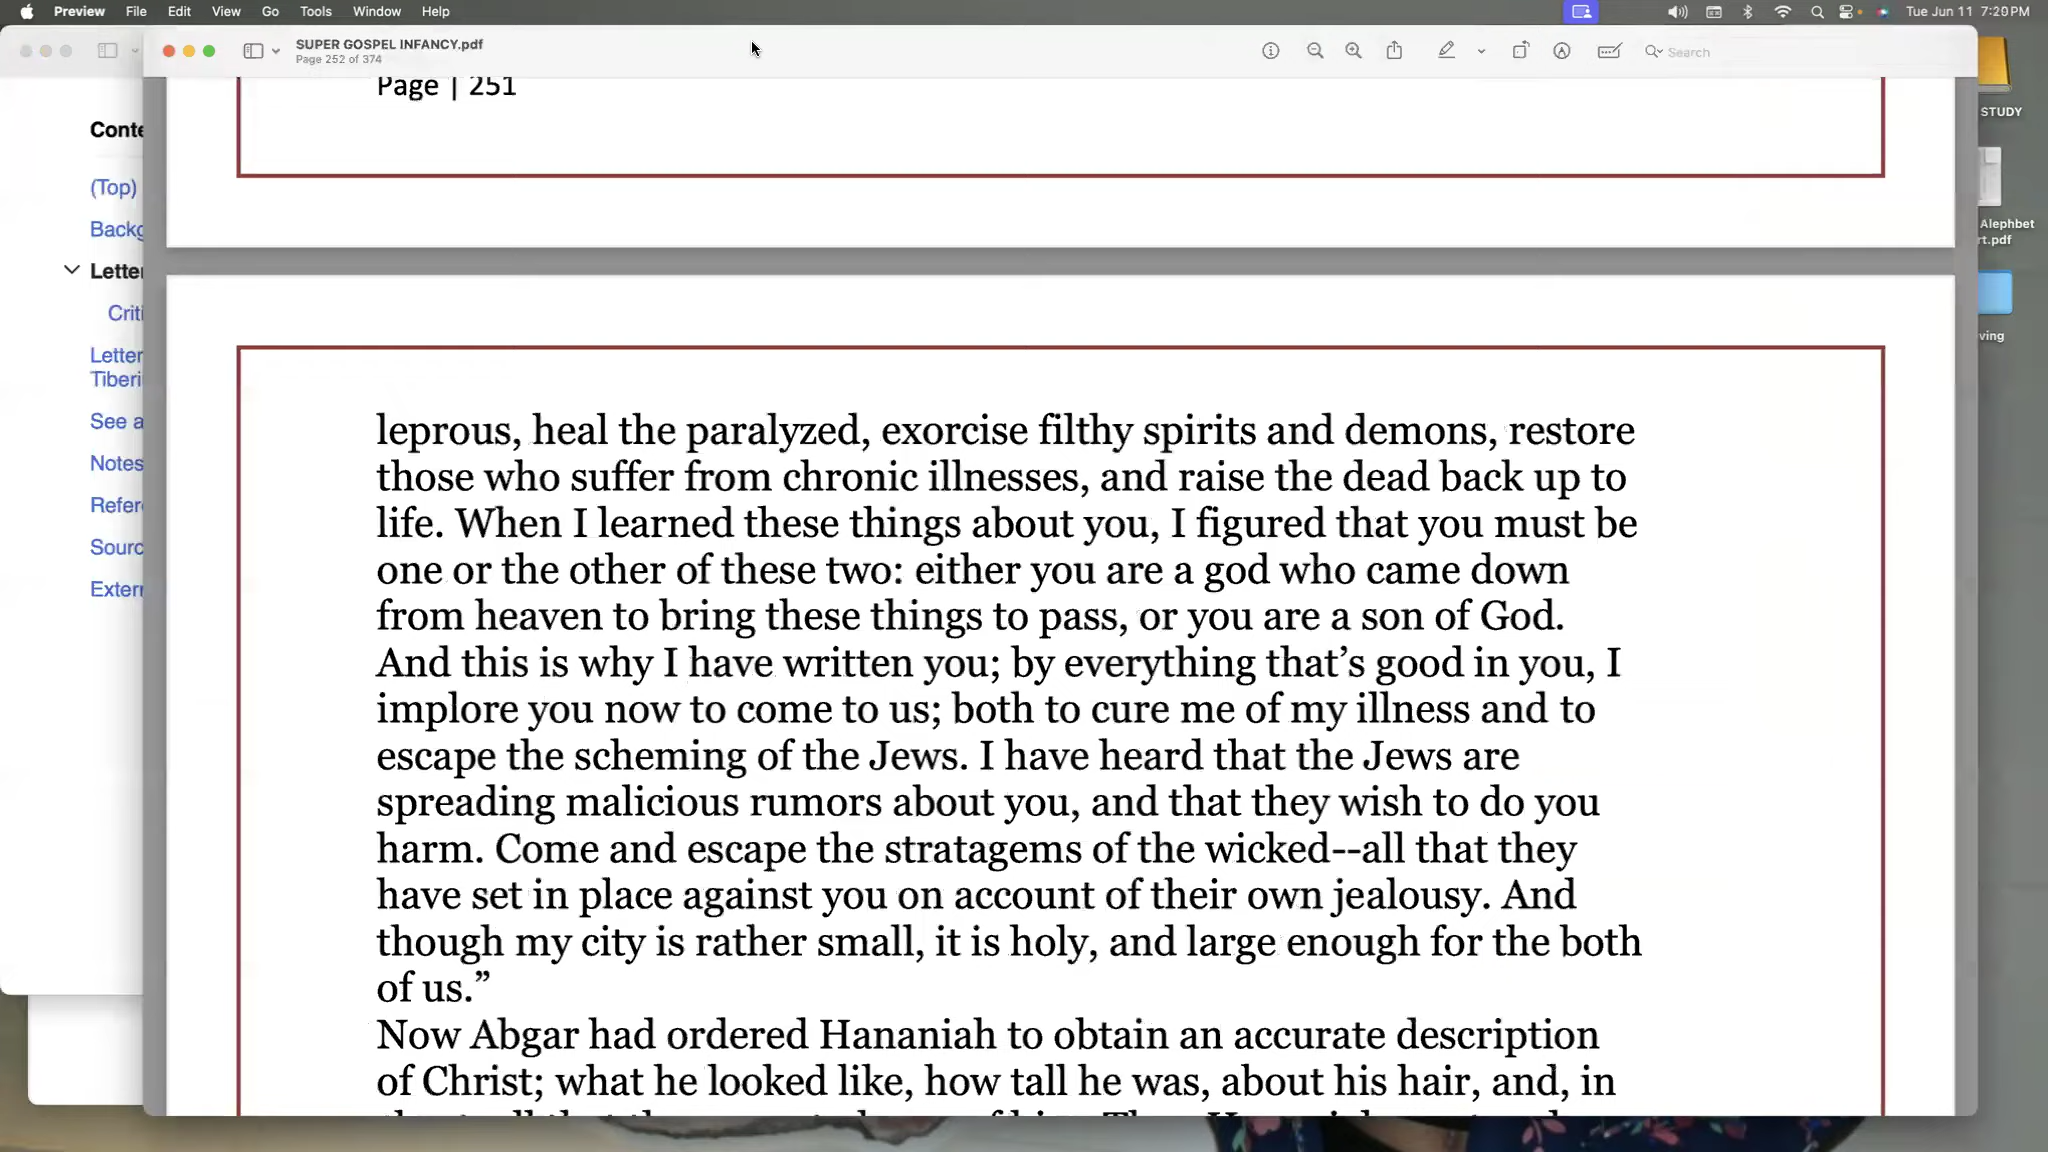 Preview File Edit View Go Tools Window Help
Tue Jun 11 7:20 PM
SUPER GOSPEL INFANCY.pdf
Page 252 of 374
Search
Page | 251
STUDY
Alephbet
rt.pdf
ving
Conte
(Top)
Backg
Letter
Criti
Letter
Tiberi
See a
Notes
Refer
Sourc
Extern
leprous, heal the paralyzed, exorcise filthy spirits and demons, restore
those who suffer from chronic illnesses, and raise the dead back up to
life. When I learned these things about you, I figured that you must be
one or the other of these two: either you are a god who came down
from heaven to bring these things to pass, or you are a son of God.
And this is why I have written you; by everything that’s good in you, I
implore you now to come to us; both to cure me of my illness and to
escape the scheming of the Jews. I have heard that the Jews are
spreading malicious rumors about you, and that they wish to do you
harm. Come and escape the stratagems of the wicked--all that they
have set in place against you on account of their own jealousy. And
though my city is rather small, it is holy, and large enough for the both
of us.”
Now Abgar had ordered Hananiah to obtain an accurate description
of Christ; what he looked like, how tall he was, about his hair, and, in